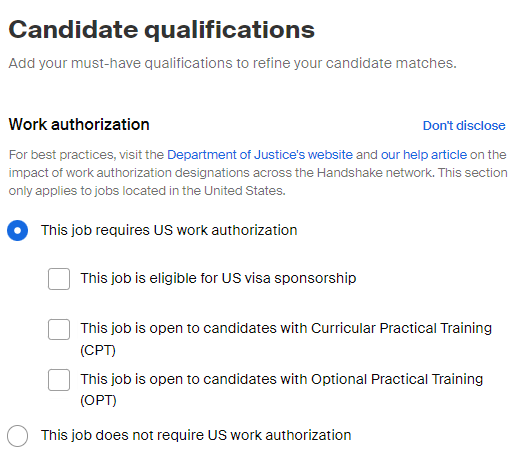 Candidate qualifications
Add your must-have qualifications to refine your candidate matches.
Work authorization
Don't disclose
For best practices, visit the Department of Justice's website and our help article on the
impact of work authorization designations across the Handshake network. This section
only applies to jobs located in the United States.
This job requires US work authorization
This job is eligible for US visa sponsorship
This job is open to candidates with Curricular Practical Training
(CPT)
This job is open to candidates with Optional Practical Training
(OPT)
This job does not require US work authorization